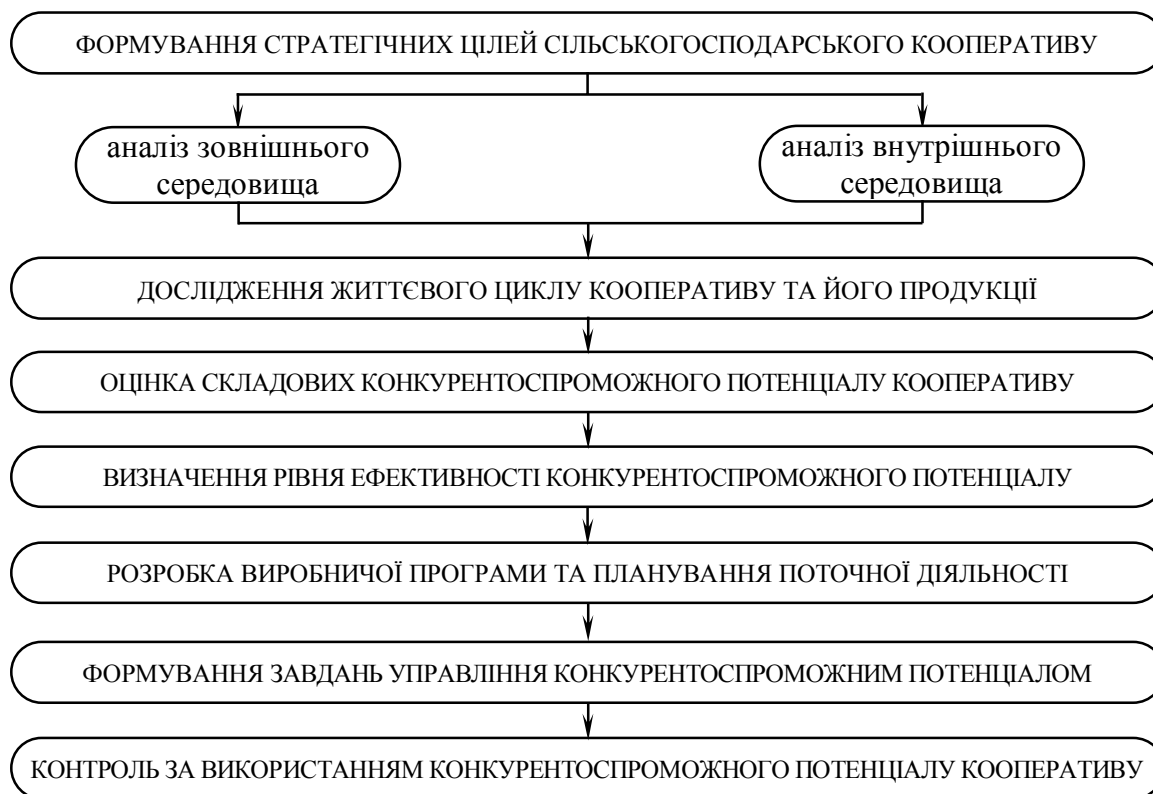 ФОРМУВАННЯ СТРАТЕГІЧНИХ ЦІЛЕЙ СІЛЬСЬКОГОСПОДАРСЬКОГО КООПЕРАТИВУ
аналіз зовнішнього
середовища
аналіз внутрішнього
середовища
ДОСЛІДЖЕННЯ ЖИТТЄВОГО ЦИКЛУ КООПЕРАТИВУ ТА ЙОГО ПРОДУКЦІЇ
ОЦІНКА СКЛАДОВИХ КОНКУРЕНТОСПРОМОЖНОГО ПОТЕНЦІАЛУ КООПЕРАТИВУ
ВИЗНАЧЕННЯ РІВНЯ ЕФЕКТИВНОСТІ КОНКУРЕНТОСПРОМОЖНОГО ПОТЕНЦІАЛУ
РОЗРОБКА ВИРОБНИЧОЇ ПРОГРАМИ ТА ПЛАНУВАННЯ ПОТОЧНОЇ ДІЯЛЬНОСТІ
ФОРМУВАННЯ ЗАВДАНЬ УПРАВЛІННЯ КОНКУРЕНТОСПРОМОЖНИМ ПОТЕНЦІАЛОМ
КОНТРОЛЬ ЗА ВИКОРИСТАННЯМ КОНКУРЕНТОСПРОМОЖНОГО ПОТЕНЦІАЛУ КООПЕРАТИВУ